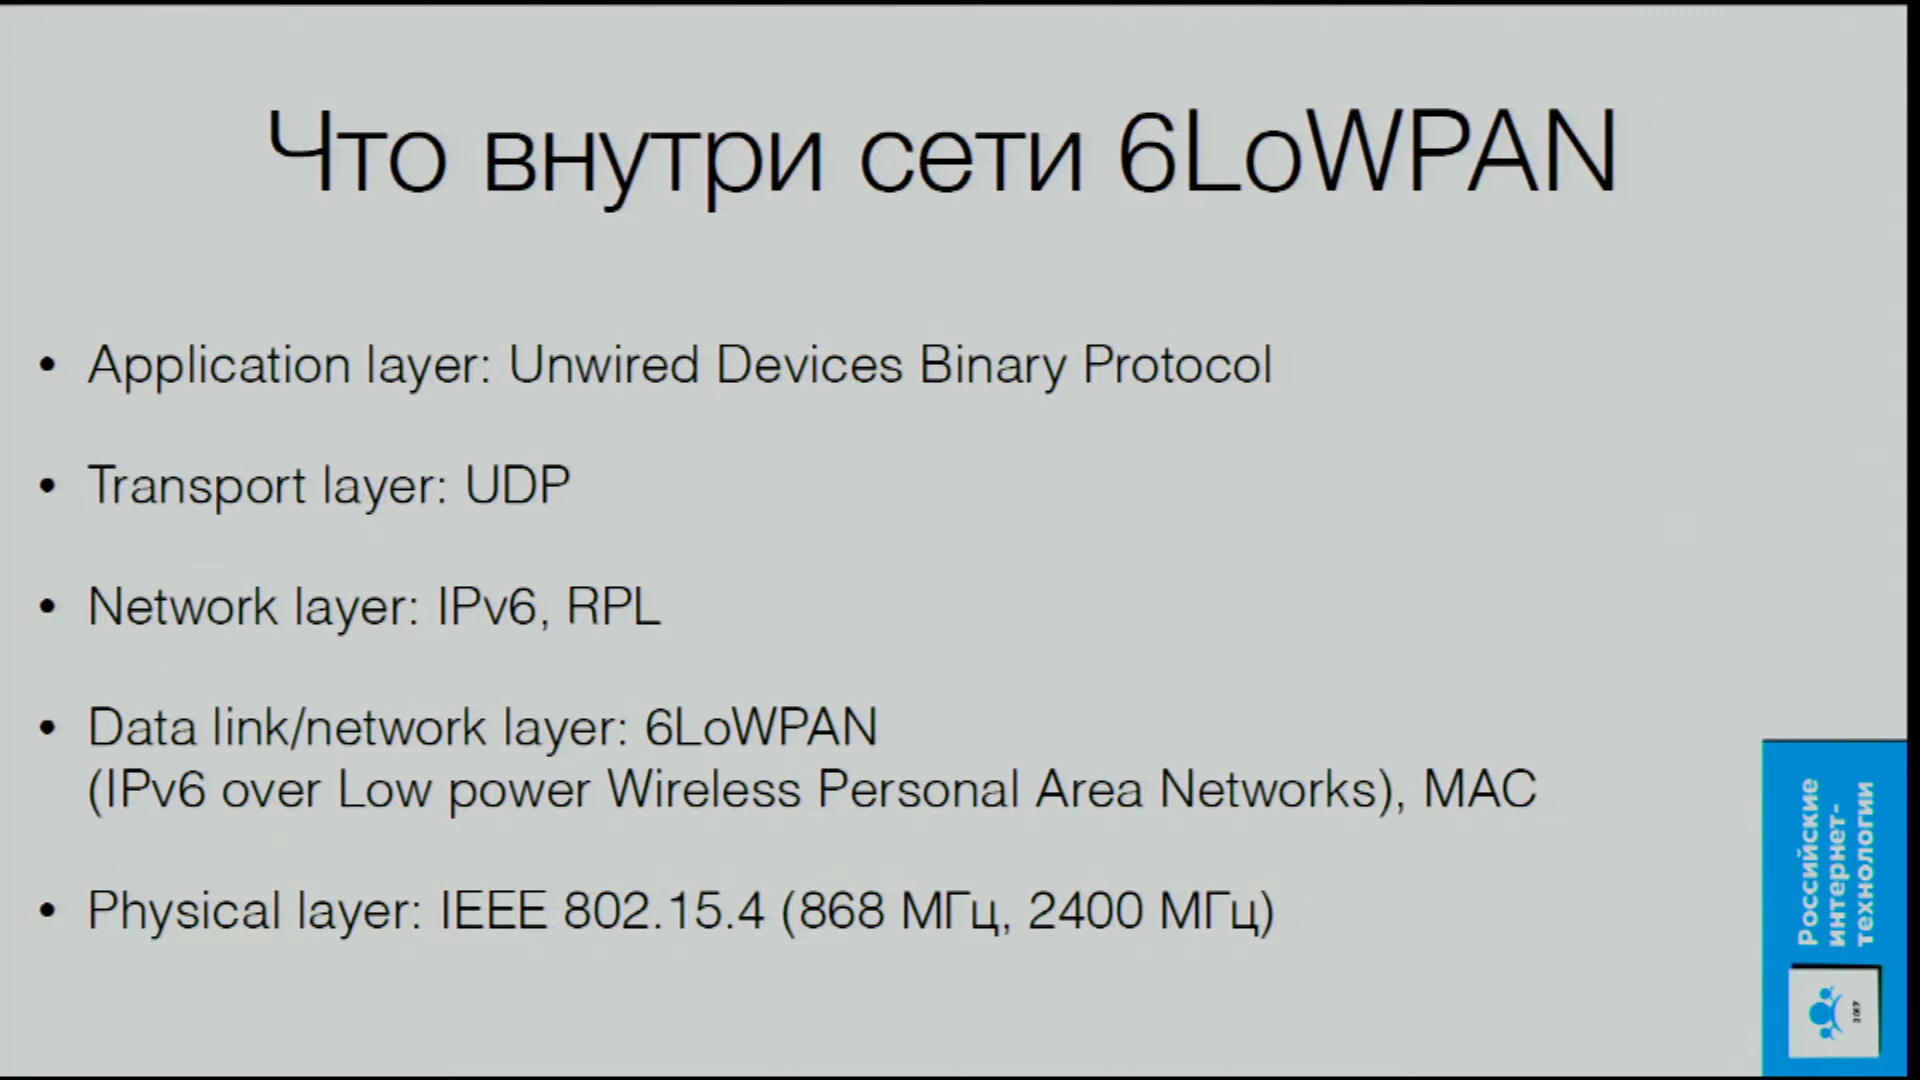 Что внутри сети 6LoWPAN
• Application layer: Unwired Devices Binary Protocol
• Transport layer: UDP
• Network layer: IPv6, RPL
• Data link/network layer: 6LoWPAN
(IPv6 over Low power Wireless Personal Area Networks), MAC
• Physical layer: IEEE 802.15.4 (868 МГц, 2400 МГц)
Российские
интернет-
технологии
2017